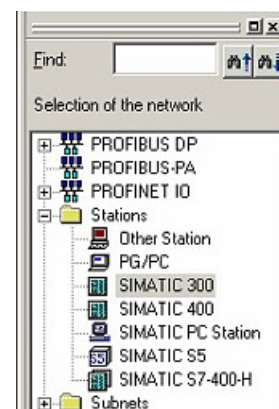 Find:
Selection of the network
PROFIBUS DP
PROFIBUS-PA
PROFINET IO
Stations
Other Station
PG/PC
SIMATIC 300
SIMATIC 400
SIMATIC PC Station
SIMATIC S5
SIMATIC S7-400-H
Subnets